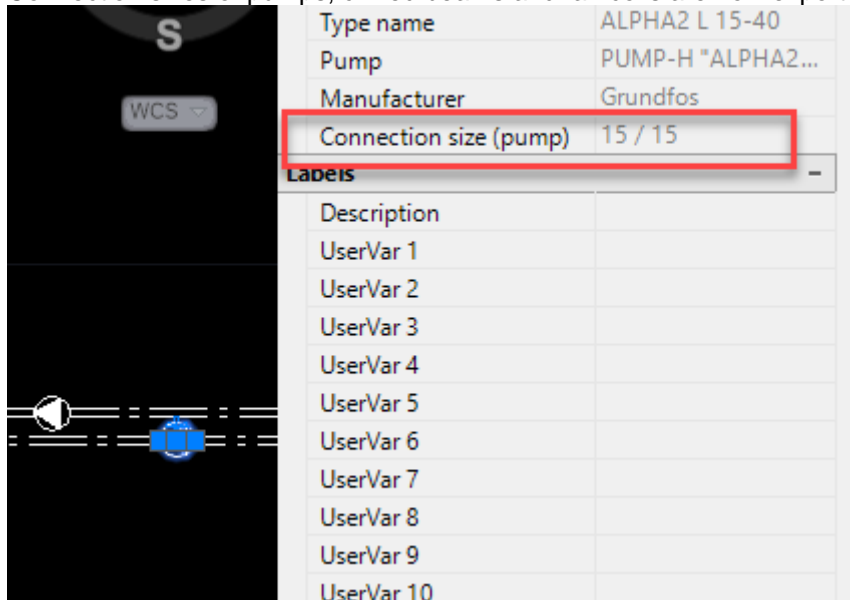 S
WCS
Type name ALPHA2 L 15-40
Pump PUMP-H "ALPHA2...
Manufacturer Grundfos
Connection size (pump) 15 / 15
Labels
Description
UserVar 1
UserVar 2
UserVar 3
UserVar 4
UserVar 5
UserVar 6
UserVar 7
UserVar 8
UserVar 9
UserVar 10